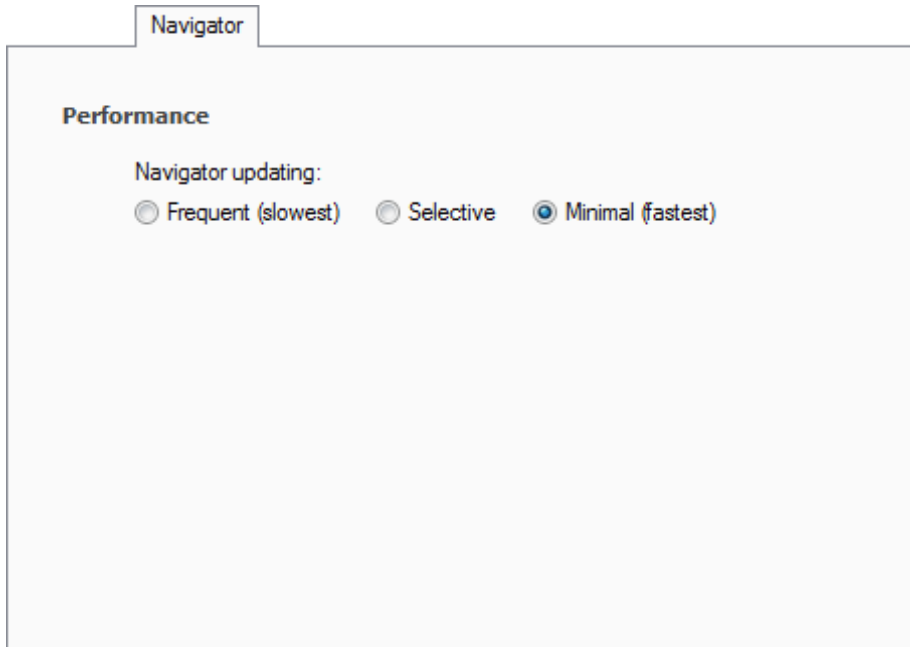 Navigator
Performance
Navigator updating:
Frequent (slowest) Selective Minimal (fastest)